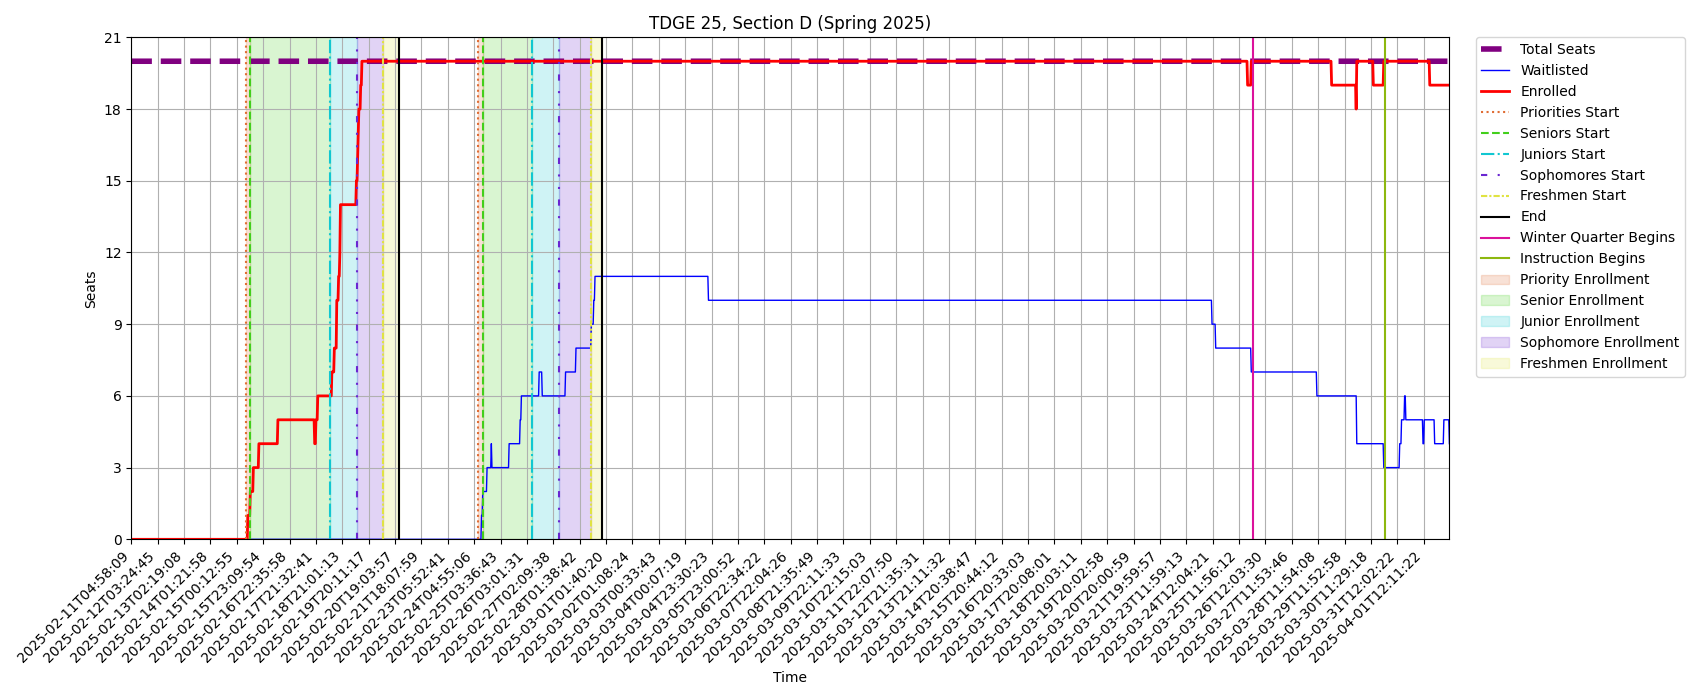 TDGE 25, Section D (Spring 2025)
Seats
21
18
15
12
9
6
3
0
2025-02-11T04:58:09
2025-02-12T03:24:45
2025-02-13T02:19:08
2025-02-14T01:21:58
2025-02-15T00:12:55
2025-02-15T23:09:54
2025-02-16T22:35:58
2025-02-17T21:32:41
2025-02-18T21:01:13
2025-02-19T20:11:17
2025-02-20T19:03:57
2025-02-21T18:07:59
2025-02-23T05:52:41
2025-02-24T04:55:06
2025-02-25T03:36:43
2025-02-26T03:01:31
2025-02-27T02:09:38
2025-02-28T01:38:42
2025-03-01T01:40:20
2025-03-02T01:08:24
2025-03-03T00:33:43
2025-03-04T00:07:19
2025-03-04T23:30:23
2025-03-05T23:00:52
2025-03-06T22:34:22
2025-03-07T22:04:26
2025-03-08T21:35:49
2025-03-09T22:11:33
2025-03-10T22:15:03
2025-03-11T22:07:50
2025-03-12T21:35:31
2025-03-13T21:11:32
2025-03-14T20:38:47
2025-03-15T20:44:12
2025-03-16T20:33:03
2025-03-17T20:08:01
2025-03-18T20:03:11
2025-03-19T20:02:58
2025-03-20T20:00:59
2025-03-21T19:59:57
2025-03-23T11:59:13
2025-03-24T12:04:21
2025-03-25T11:56:12
2025-03-26T12:03:30
2025-03-27T11:53:46
2025-03-28T11:54:08
2025-03-29T11:52:58
2025-03-30T11:29:18
2025-03-31T12:02:22
2025-04-01T12:11:22
Time
Total Seats
Waitlisted
Enrolled
Priorities Start
Seniors Start
Juniors Start
Sophomores Start
Freshmen Start
End
Winter Quarter Begins
Instruction Begins
Priority Enrollment
Senior Enrollment
Junior Enrollment
Sophomore Enrollment
Freshmen Enrollment